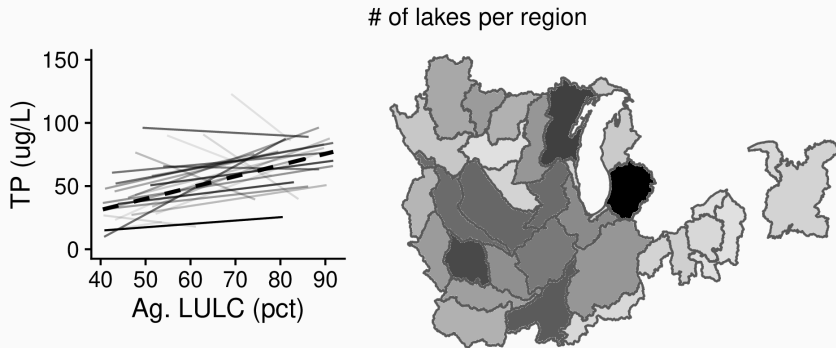 # of lakes per region
TP (ug/L)
150
100
50
0
40 50 60 70 80 90
Ag. LULC (pct)